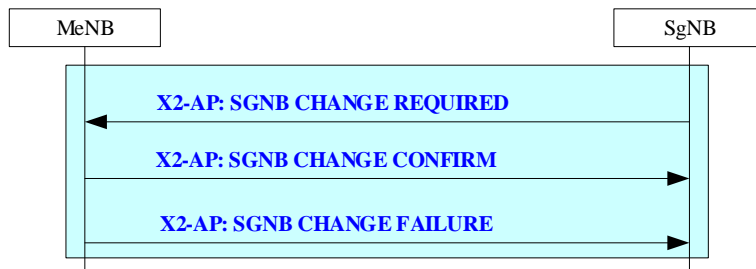 MeNB
SgNB
X2-AP: SGNB CHANGE REQUIRED
X2-AP: SGNB CHANGE CONFIRM
X2-AP: SGNB CHANGE FAILURE